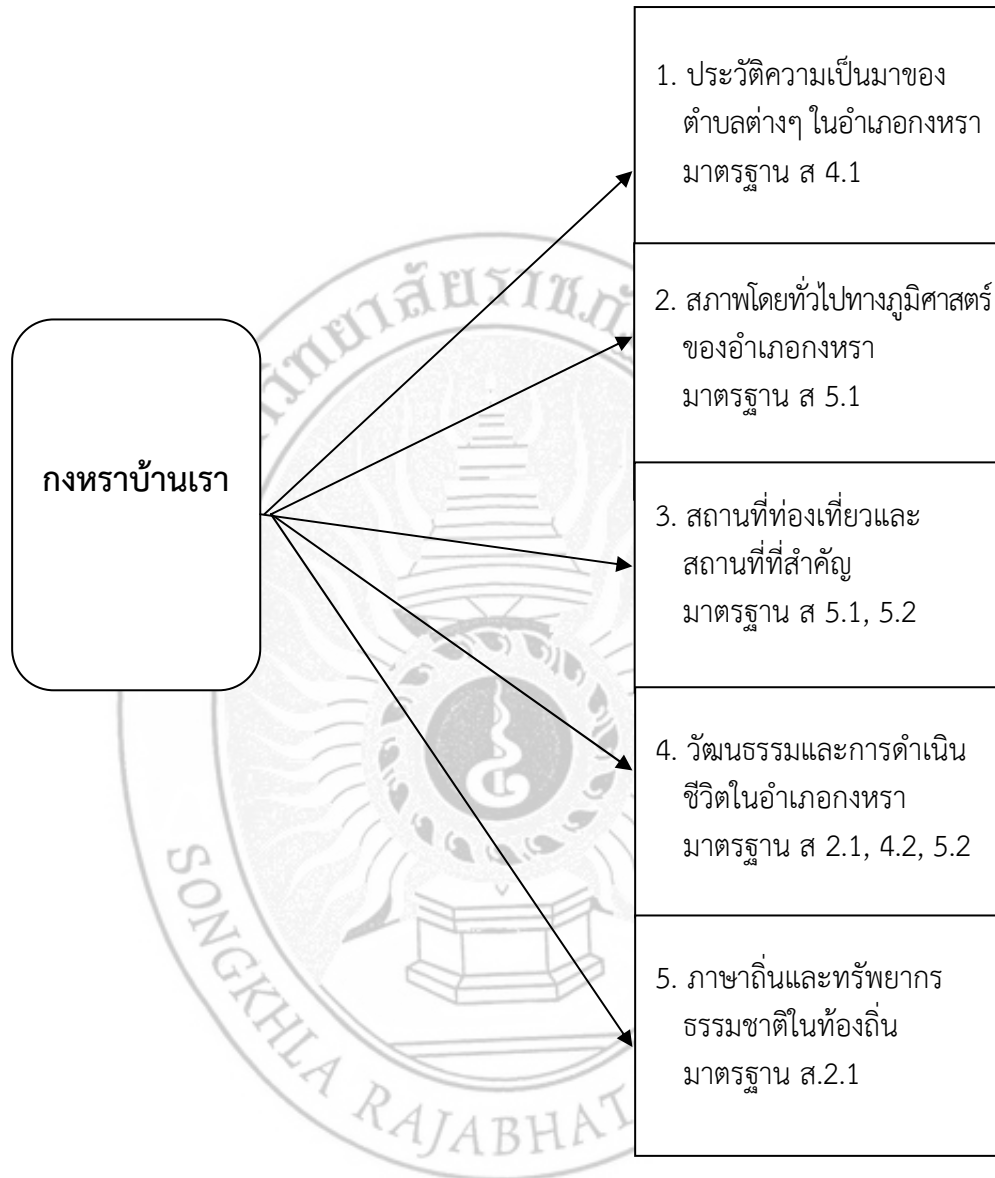 กงหราบ้านเรา
1. ประวัติความเป็นมาของ
ตำบลต่างๆ ในอำเภอกงหรา
มาตรฐาน ส 4.1
2. สภาพโดยทั่วไปทางภูมิศาสตร์
ของอำเภอกงหรา
มาตรฐาน ส 5.1
3. สถานที่ท่องเที่ยวและ
สถานที่ที่สำคัญ
มาตรฐาน ส 5.1, 5.2
4. วัฒนธรรมและการดำเนิน
ชีวิตในอำเภอกงหรา
มาตรฐาน ส 2.1, 4.2, 5.2
5. ภาษาถิ่นและทรัพยากร
ธรรมชาติในท้องถิ่น
มาตรฐาน ส.2.1
วิทยาลัยราชภั
SONGKHLA RAJABHAT